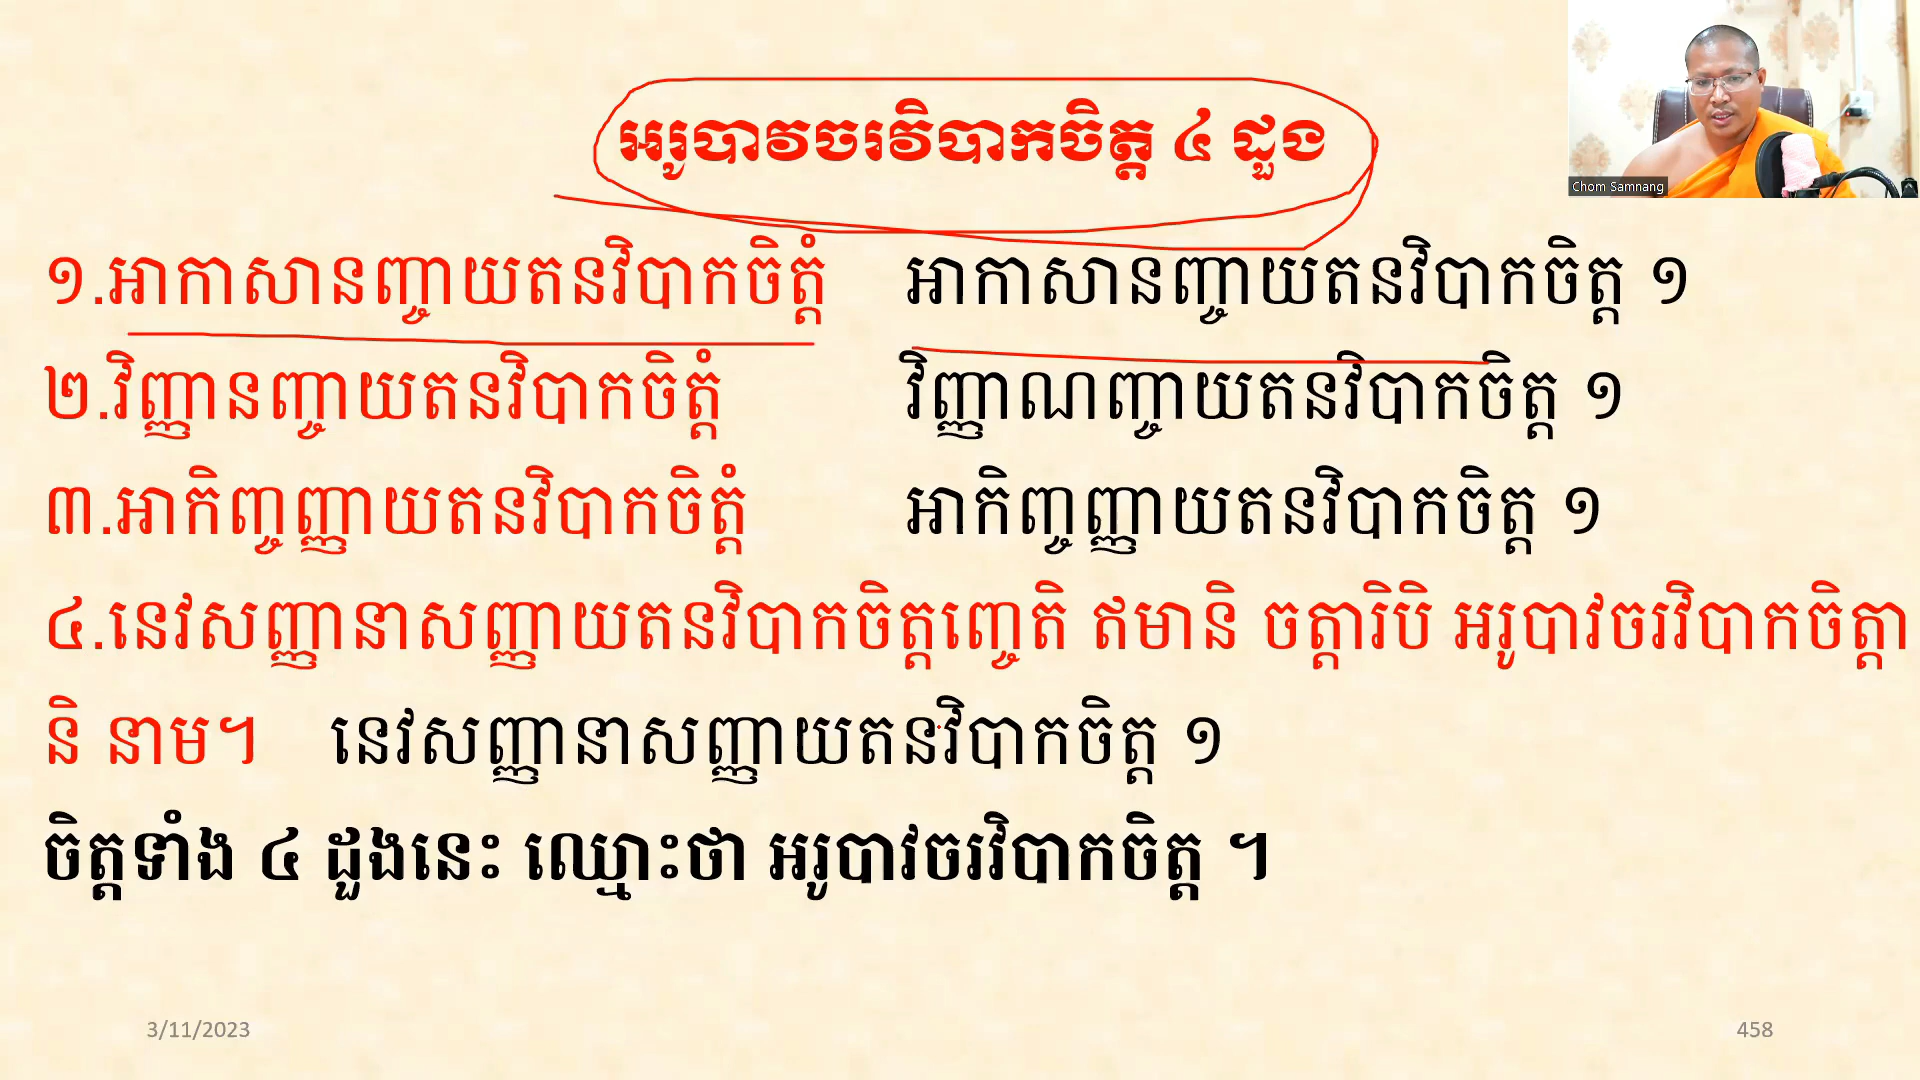 អរូបាវចរវិបាកចិត្ត ៤ ដួង
Chom Samnang
១.អាកាសានញ្ចាយតនវិបាកចិត្តំ អាកាសានញ្ចាយតនវិបាកចិត្ត ១
២.វិញ្ញានញ្ចាយតនវិបាកចិត្តំ វិញ្ញាណញ្ចាយតនវិបាកចិត្ត ១
៣.អាកិញ្ចញ្ញាយតនវិបាកចិត្តំ អាកិញ្ចញ្ញាយតនវិបាកចិត្ត ១
៤.នេវសញ្ញានាសញ្ញាយតនវិបាកចិត្តញ្ចេតិ ឥមានិ ចត្តារិបិ អរូបាវចរវិបាកចិត្តា
និ នាម។ នេវសញ្ញានាសញ្ញាយតនវិបាកចិត្ត ១
ចិត្តទាំង ៤ ដួងនេះ ឈ្មោះថា អរូបាវចរវិបាកចិត្ត ។
3/11/2023
458